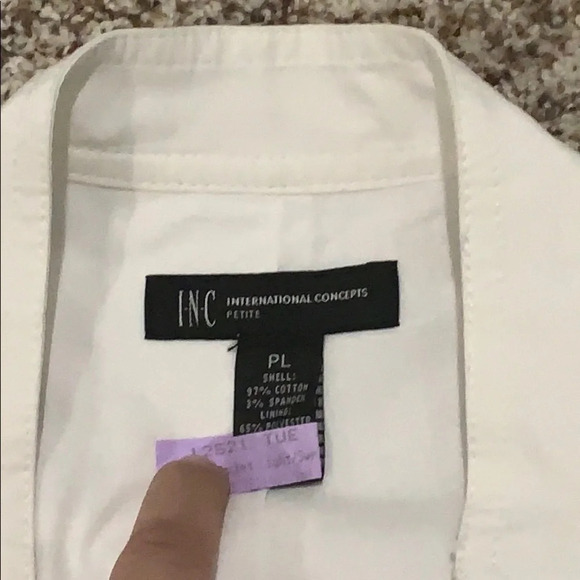 I·N·C INTERNATIONAL CONCEPTS
PETITE
PL
SHELL:
97% COTTON
3% SPANDEX
LINING:
65% POLYESTER
12521 TUE